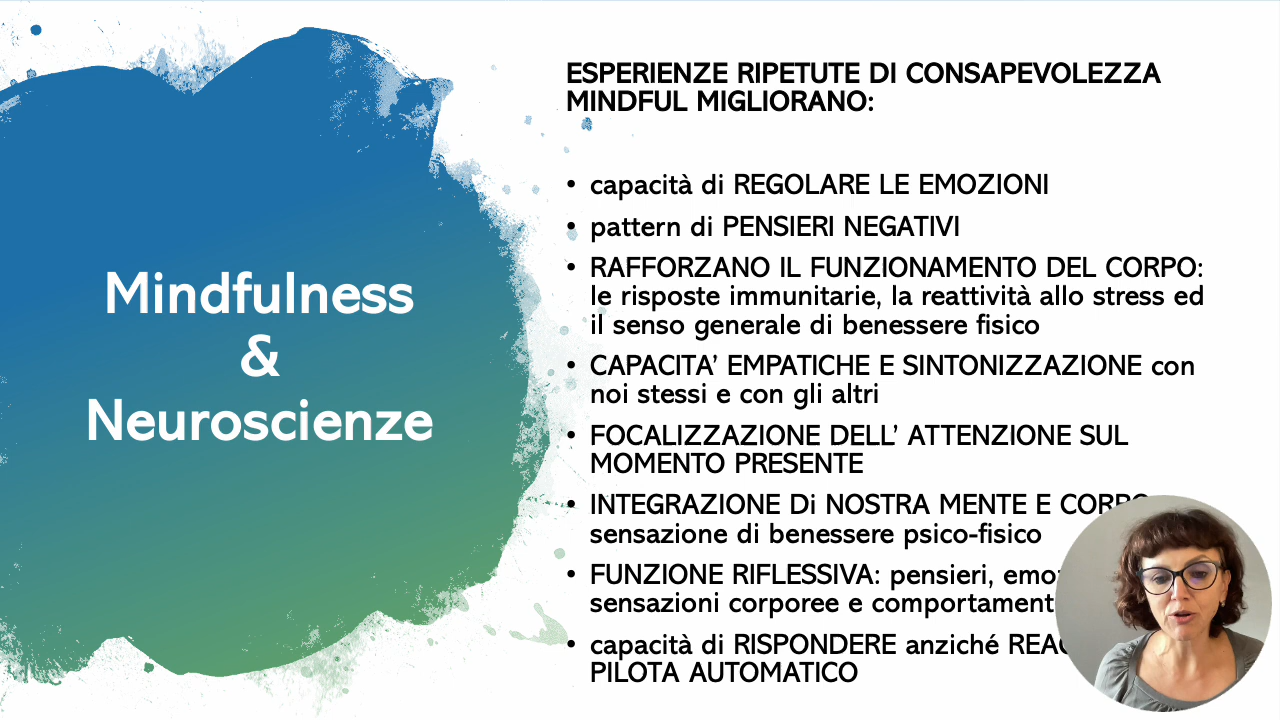 Mindfulness
&
Neuroscienze
ESPERIENZE RIPETUTE DI CONSAPEVOLEZZA
MINDFUL MIGLIORANO:
• capacità di REGOLARE LE EMOZIONI
• pattern di PENSIERI NEGATIVI
• RAFFORZANO IL FUNZIONAMENTO DEL CORPO:
le risposte immunitarie, la reattività allo stress ed
il senso generale di benessere fisico
• CAPACITA’ EMPATICHE E SINTONIZZAZIONE con
noi stessi e con gli altri
• FOCALIZZAZIONE DELL’ ATTENZIONE SUL
MOMENTO PRESENTE
• INTEGRAZIONE Di NOSTRA MENTE E CORPO
sensazione di benessere psico-fisico
• FUNZIONE RIFLESSIVA: pensieri,
sensazioni corporee e
• capacità di RISPONDERE anziché
PILOTA AUTOMATICO